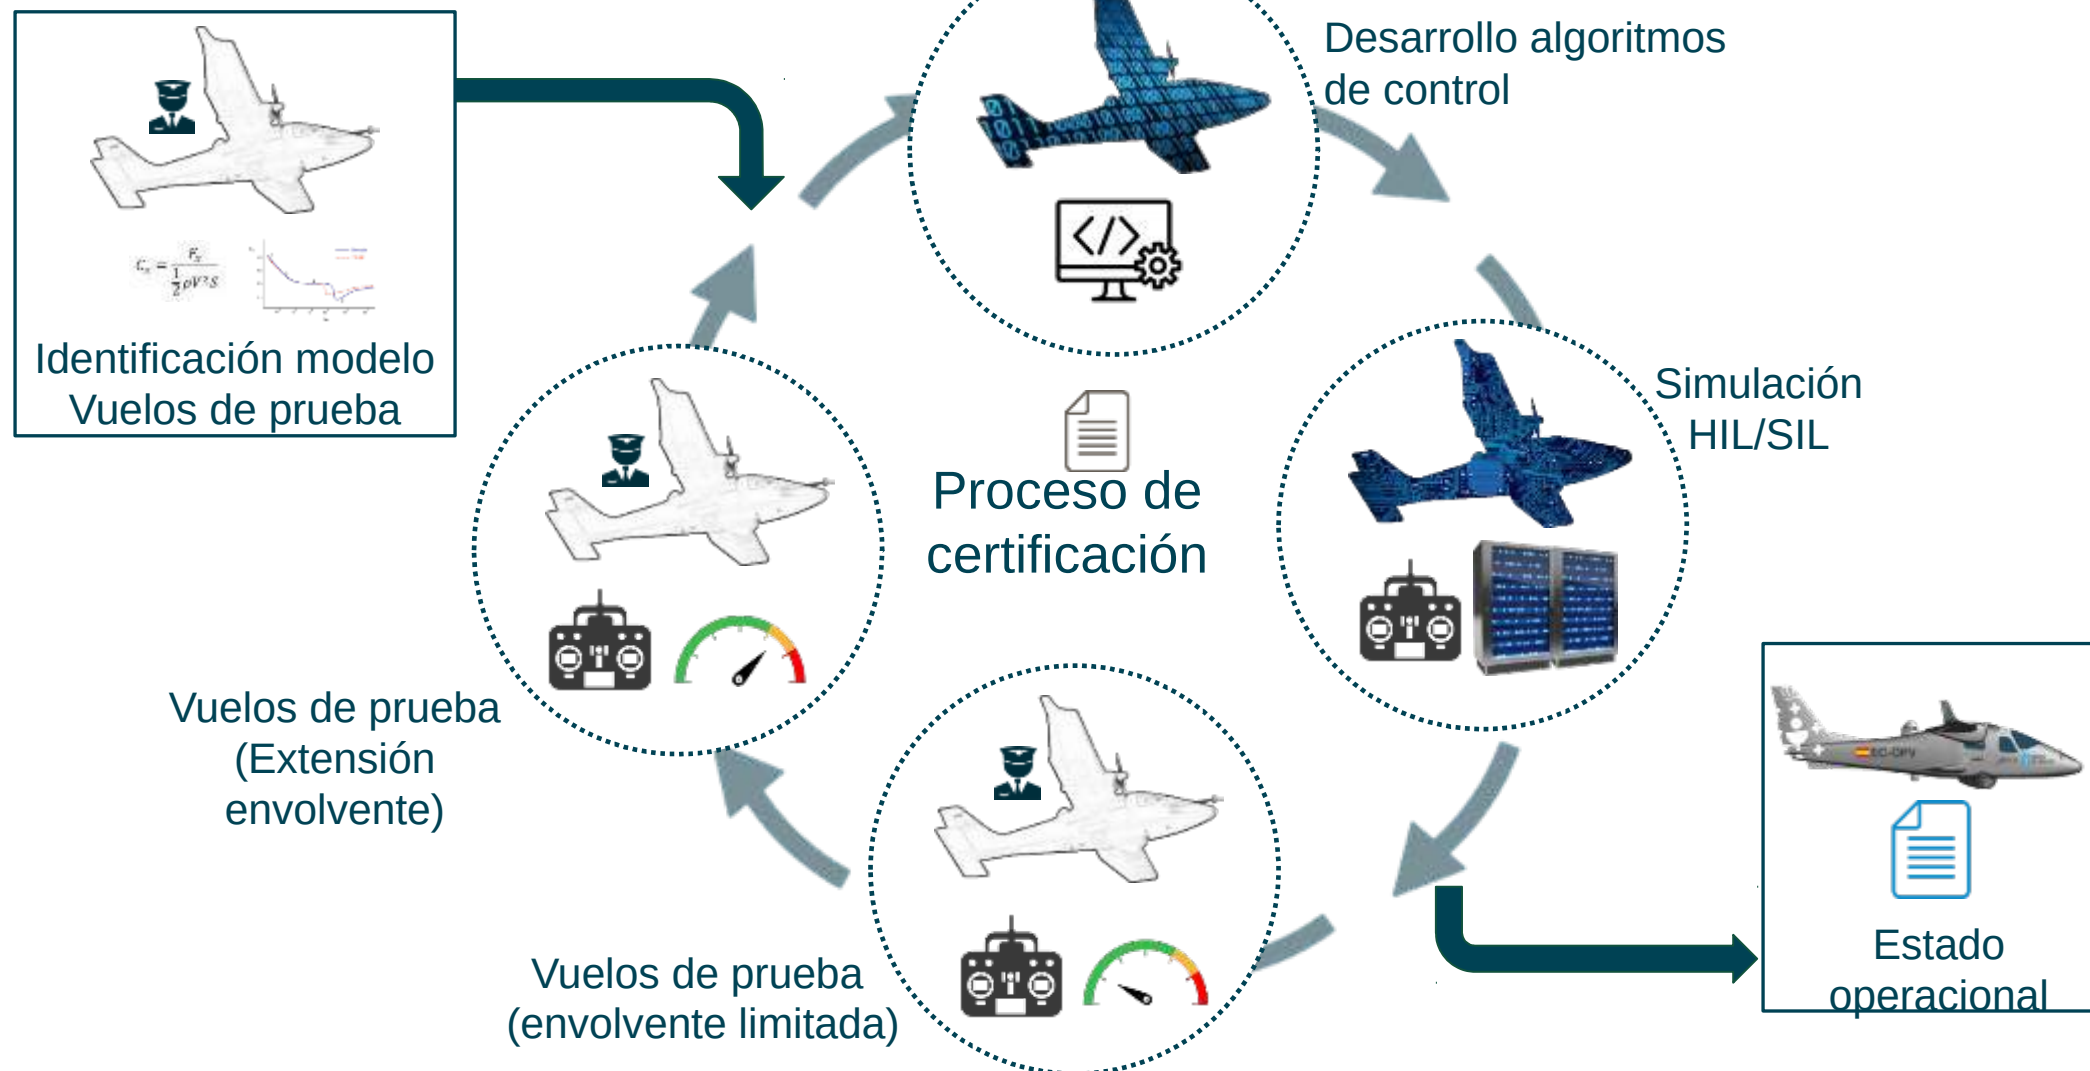 Desarrollo algoritmos
de control
Identificación modelo
Vuelos de prueba
Simulación
HIL/SIL
Proceso de
certificación
Vuelos de prueba
(Extensión
envolvente)
Vuelos de prueba
(envolvente limitada)
Estado
operacional